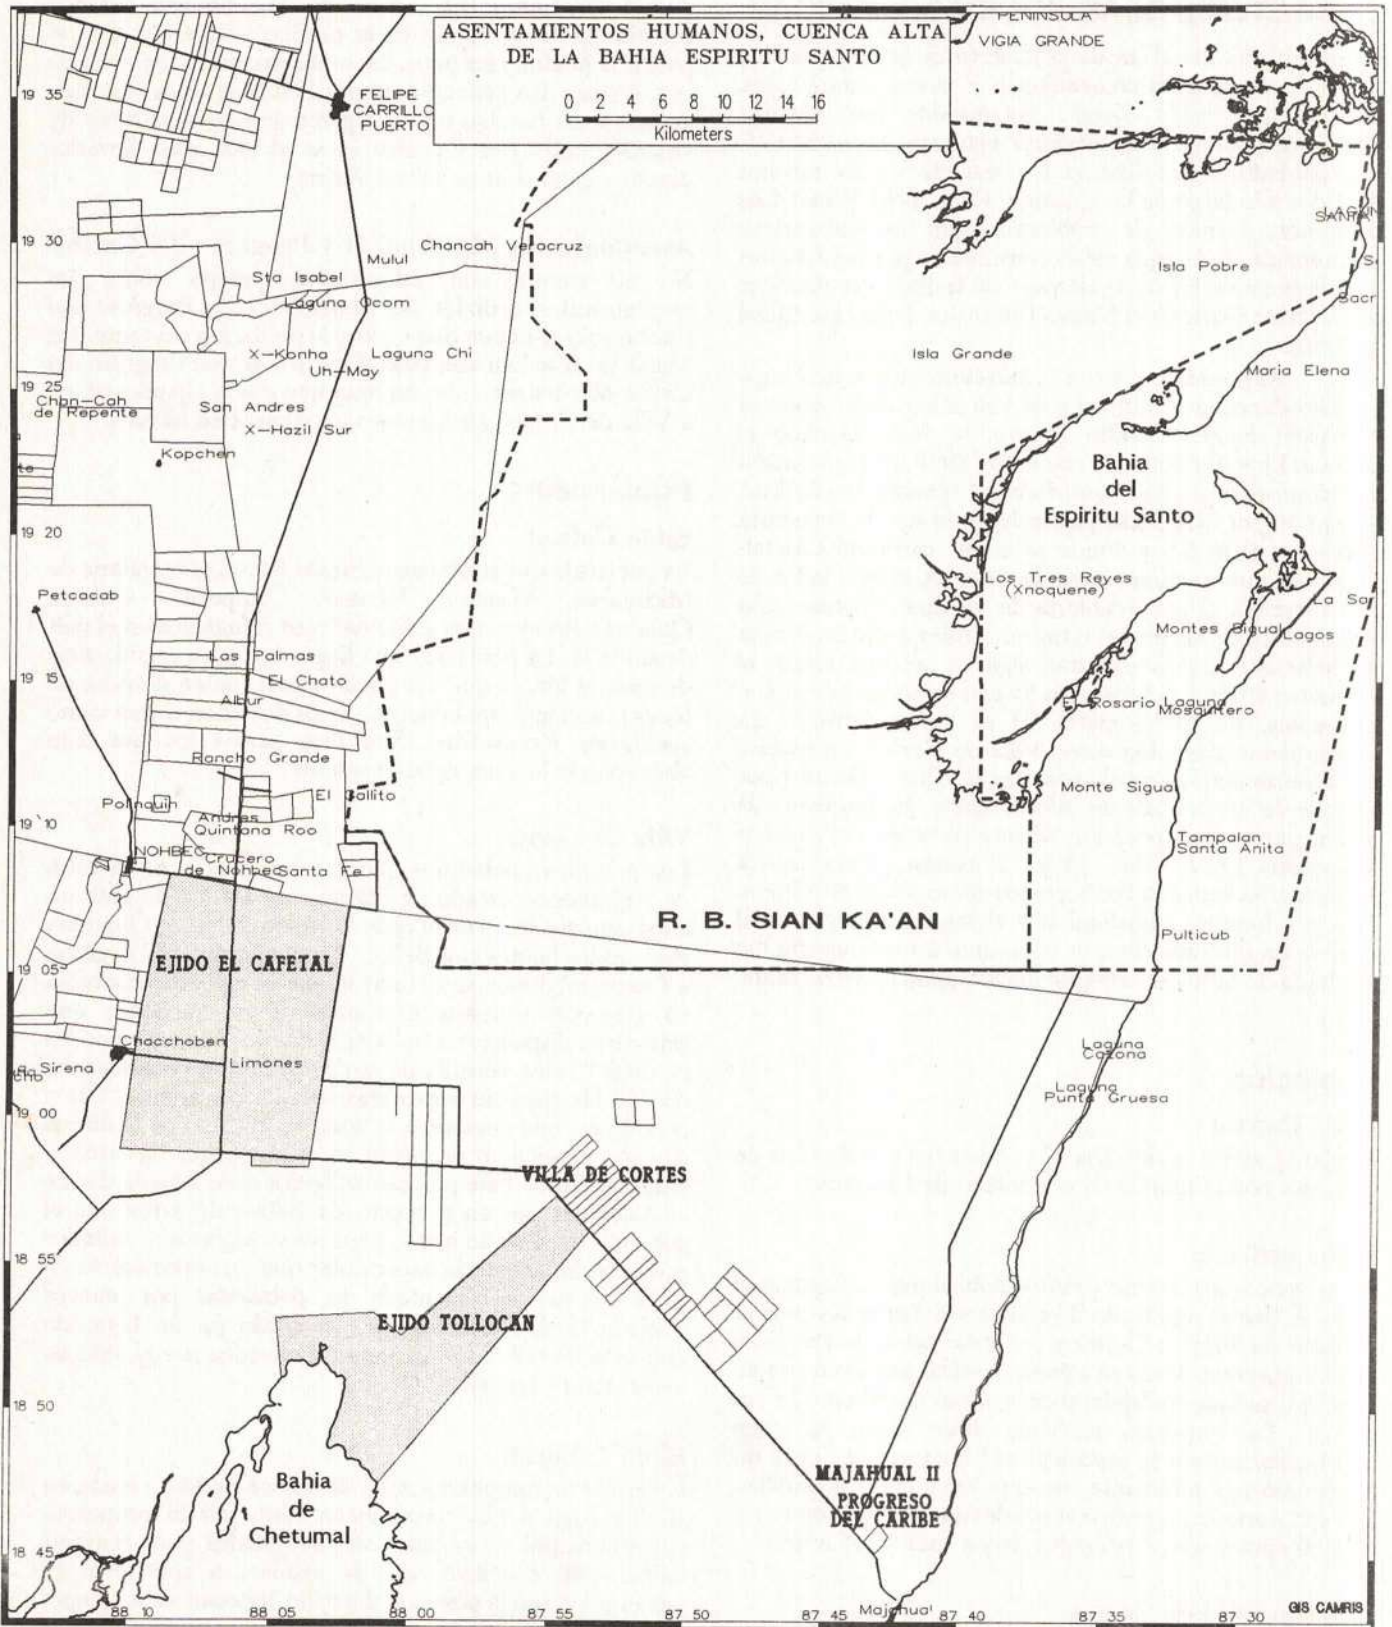 ASENTAMIENTOS HUMANOS, CUENCA ALTA
DE LA BAHIA ESPIRITU SANTO
0 2 4 6 8 10 12 14 16
Kilometers
PENINSULA
VIGIA GRANDE
19 35
FELIPE
CARRILLO
PUERTO
19 30
Chancah Veracruz
Mulul
Sta Isabel
Laguna Ocom
Isla Pobre
X-Konha
Laguna Chi
Uh-May
Isla Grande
Maria Elena
19 25
Chan-Cah
de Repente
San Andres
X-Hazil Sur
Kopchen
Bahia
del
Espiritu Santo
19 20
Petcacab
Los Tres Reyes
(Xnoquene)
Montes Sigual
Lagos
Las Palmas
19 15
El Chato
Albur
El Rosario
Laguna
Mosquitero
Rancho Grande
El Gallito
Monte Sigual
Polinquin
19 10
Andres
Quintana Roo
Tampalan
Santa Anita
NOHBEC
Crucero
de Nohbec
Santa Fe
R. B. SIAN KA'AN
Pulticub
19 05
EJIDO EL CAFETAL
Chacchoben
Limones
Sirena
Laguna
Cazona
Laguna
Punta Gruesa
19 00
VILLA DE CORTES
18 55
EJIDO TOLLOCAN
18 50
Bahia
de
Chetumal
MAJAHUAL II
PROGRESO
DEL CARIBE
18 45
Majahual
88 10 88 05 88 00 87 55 87 50 87 45 87 40 87 35 87 30
GIS CAMRIS